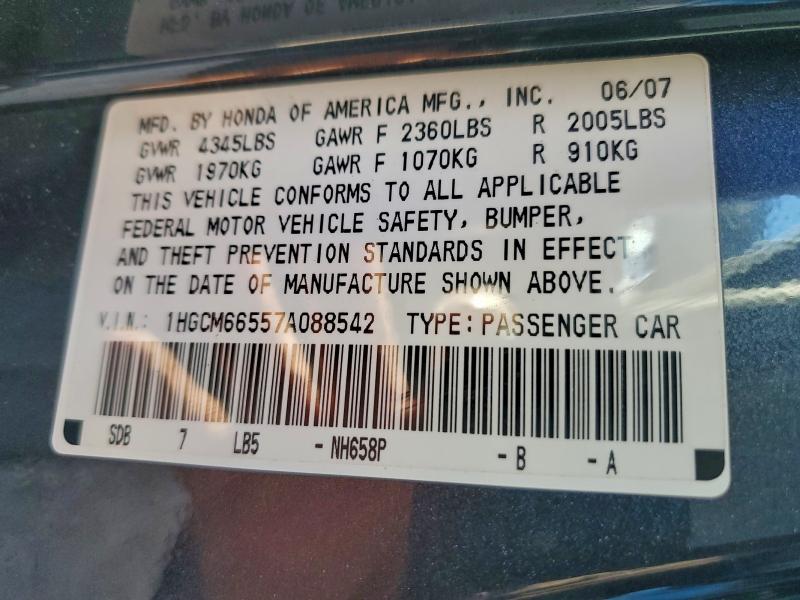 MFD. BY HONDA OF AMERICA MFG., INC. 06/07
GVWR 4345LBS GAWR F 2360LBS R 2005LBS
GVWR 1970KG GAWR F 1070KG R 910KG
THIS VEHICLE CONFORMS TO ALL APPLICABLE
FEDERAL MOTOR VEHICLE SAFETY, BUMPER,
AND THEFT PREVENTION STANDARDS IN EFFECT
ON THE DATE OF MANUFACTURE SHOWN ABOVE.
V.I.N.: 1HGCM66557A088542 TYPE: PASSENGER CAR
SDB 7 LB5 - NH658P - B - A